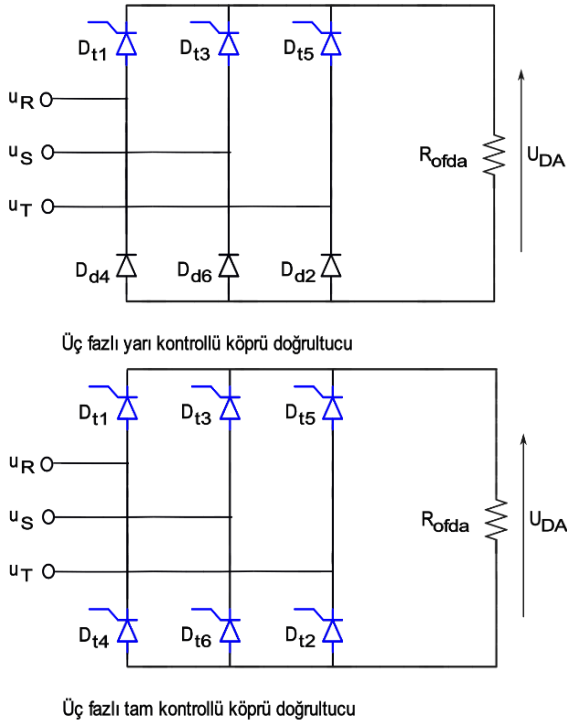 Dt1 Dt3 Dt5
uR
uS
uT
Rofda UDA
Dd4 Dd6 Dd2
Üç fazlı yarı kontrollü köprü doğrultucu
Dt1 Dt3 Dt5
uR
uS
uT
Rofda UDA
Dt4 Dt6 Dt2
Üç fazlı tam kontrollü köprü doğrultucu